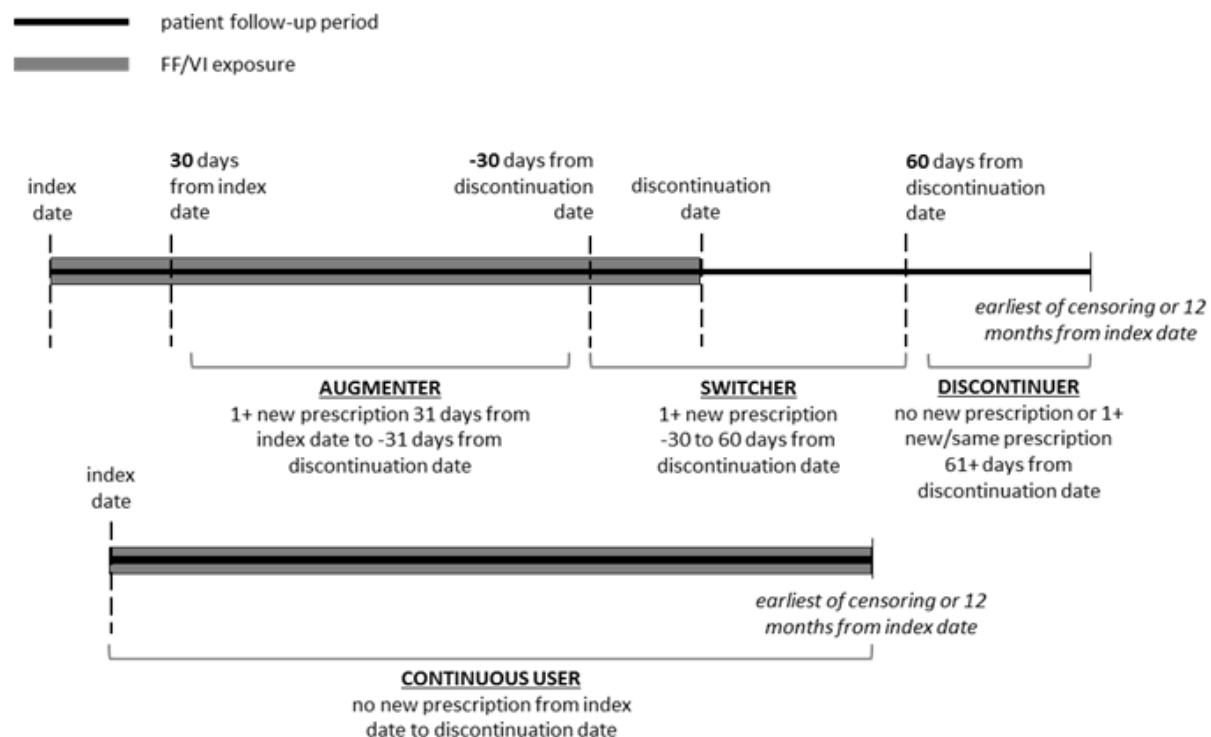 patient follow-up period
FF/VI exposure
index
date
30 days
from index
date
-30 days from
discontinuation
date
discontinuation
date
60 days from
discontinuation
date
earliest of censoring or 12
months from index date
AUGMENTER
1+ new prescription 31 days from
index date to -31 days from
discontinuation date
SWITCHER
1+ new prescription
-30 to 60 days from
discontinuation date
DISCONTINUER
no new prescription or 1+
new/same prescription
61+ days from
discontinuation date
index
date
earliest of censoring or 12
months from index date
CONTINUOUS USER
no new prescription from index
date to discontinuation date